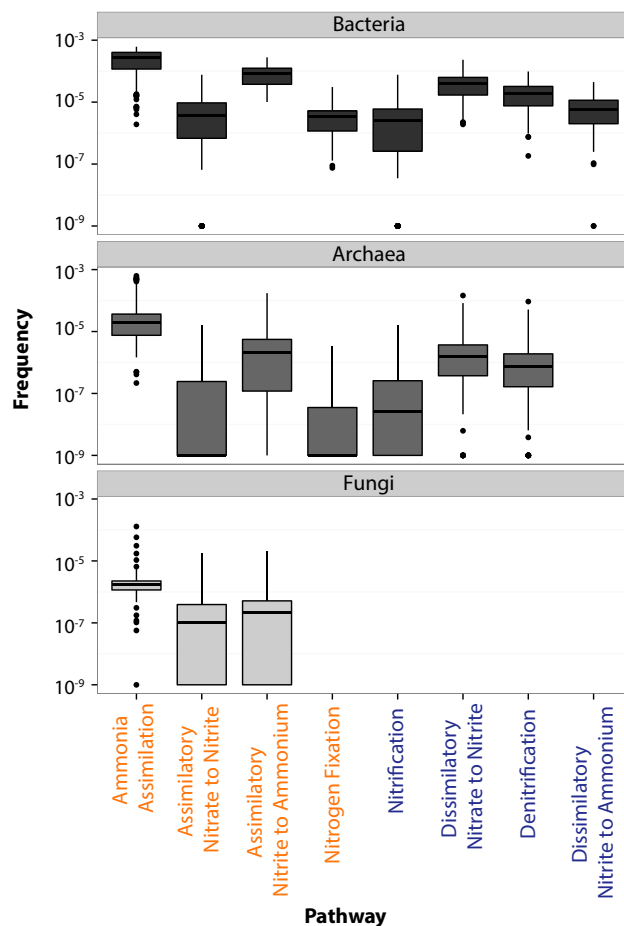 Bacteria
10-3
10-5
10-7
10-9
Archaea
10-3
10-5
10-7
10-9
Fungi
10-3
10-5
10-7
10-9
Frequency
Ammonia
Assimilation
Assimilatory
Nitrate to Nitrite
Assimilatory
Nitrite to Ammonium
Nitrogen Fixation
Nitrification
Dissimilatory
Nitrate to Nitrite
Denitrification
Dissimilatory
Nitrite to Ammonium
Pathway